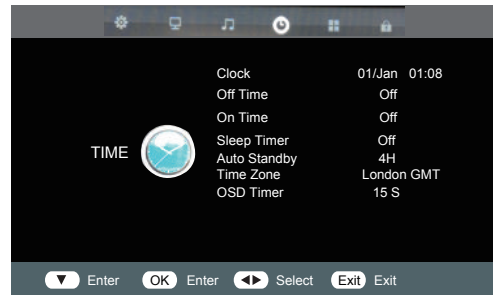 Clock 01/Jan 01:08
Off Time Off
On Time Off
Sleep Timer Off
TIME
Auto Standby 4H
Time Zone London GMT
OSD Timer 15 S
▼ Enter OK Enter ◀▶ Select Exit Exit